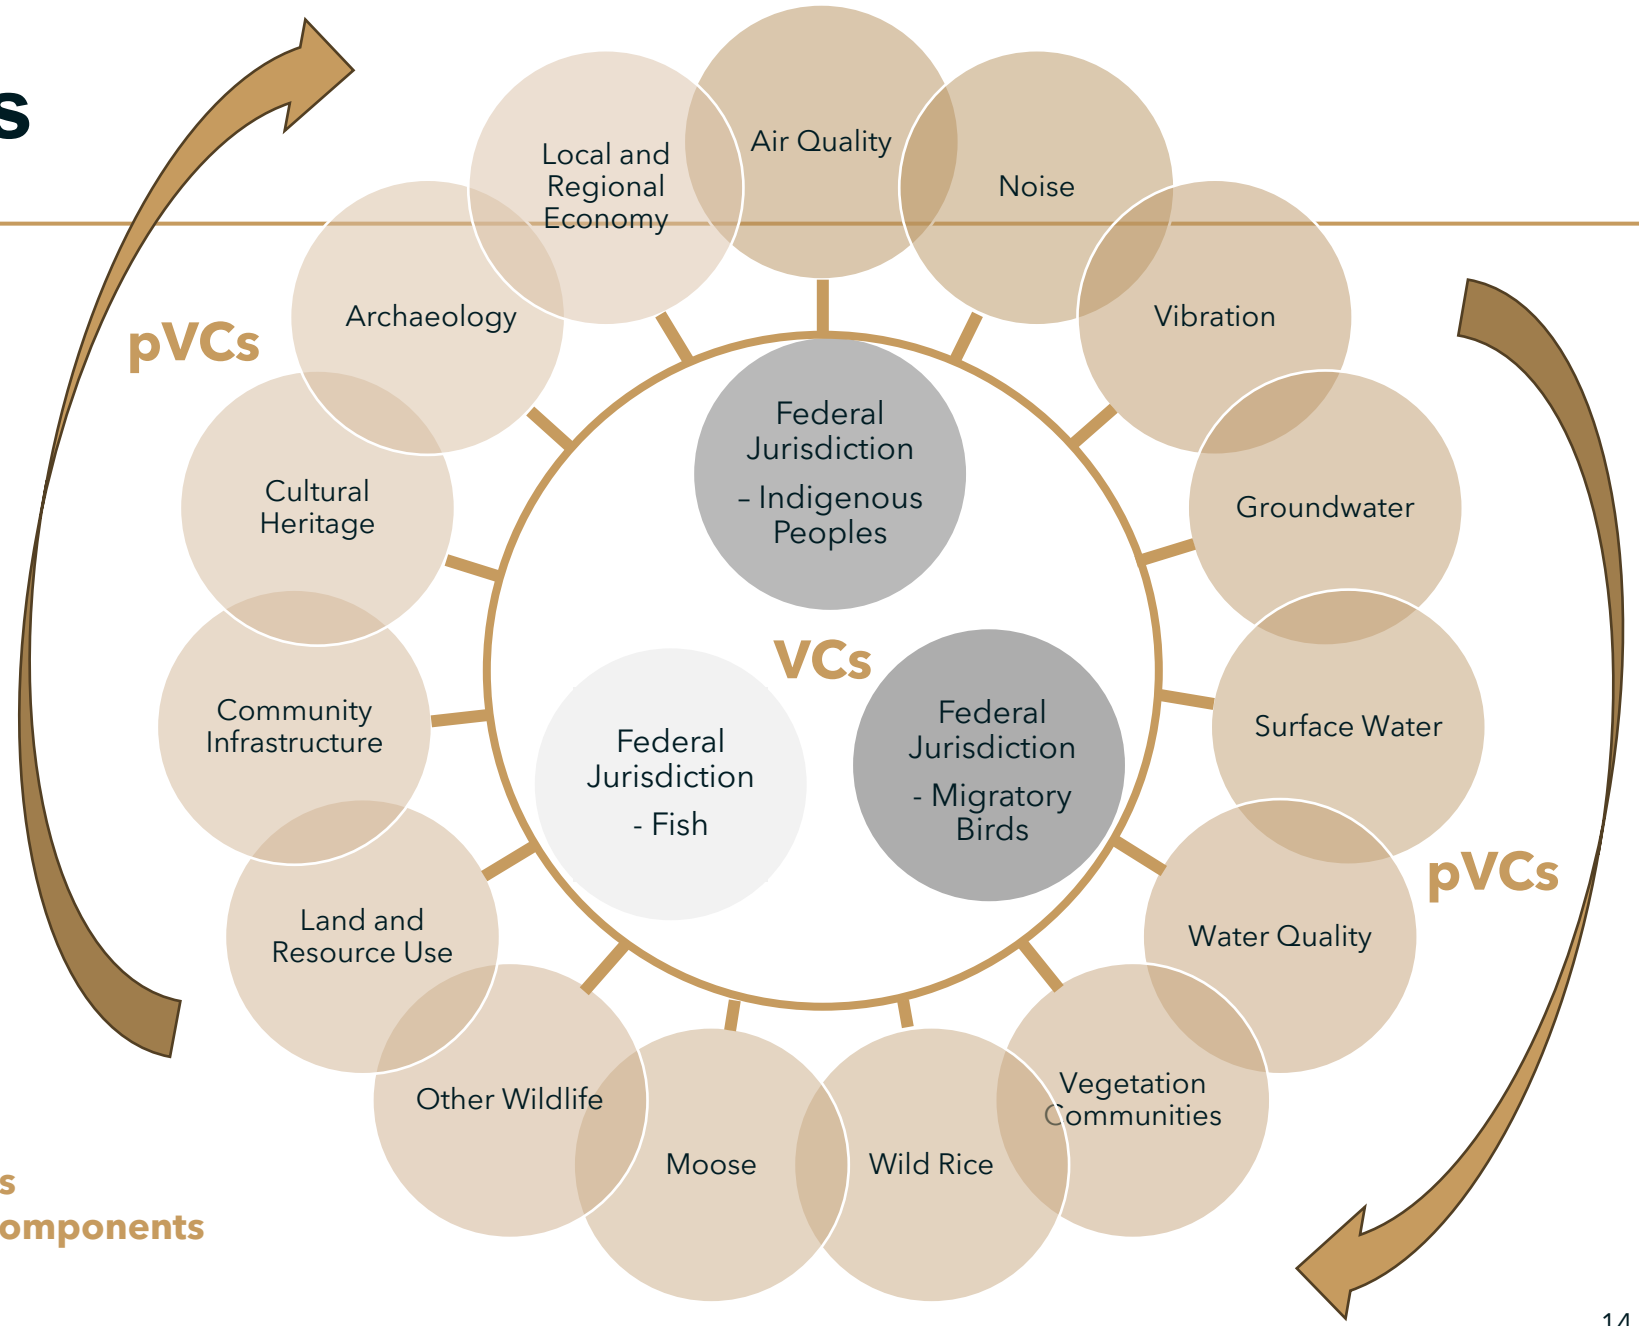 s
Air Quality
Noise
Vibration
Groundwater
Surface Water
Water Quality
Vegetation
Communities
Wild Rice
Moose
Other Wildlife
Land and
Resource Use
Community
Infrastructure
Cultural
Heritage
Archaeology
Local and
Regional
Economy
pVCs
pVCs
VCs
Federal
Jurisdiction
– Indigenous
Peoples
Federal
Jurisdiction
- Migratory
Birds
Federal
Jurisdiction
- Fish
s
omponents
14